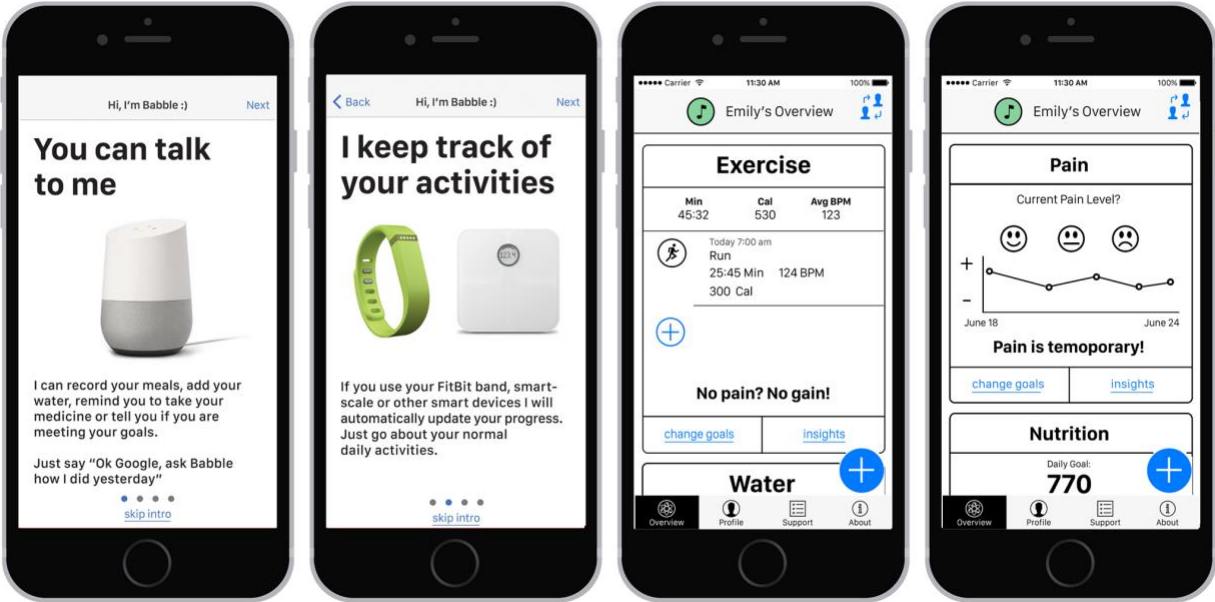 Hi, I'm Babble :)
Next
You can talk
to me
I can record your meals, add your
water, remind you to take your
medicine or tell you if you are
meeting your goals.
Just say “Ok Google, ask Babble
how I did yesterday”
skip intro
Back
Hi, I'm Babble :)
Next
I keep track of
your activities
123.4
If you use your FitBit band, smart-
scale or other smart devices I will
automatically update your progress.
Just go about your normal
daily activities.
skip intro
Carrier 11:30 AM 100%
Emily's Overview
Exercise
Min Cal Avg BPM
45:32 530 123
Today 7:00 am
Run
25:45 Min 124 BPM
300 Cal
No pain? No gain!
change goals insights
Water
Overview Profile Support About
Carrier 11:30 AM 100%
Emily's Overview
Pain
Current Pain Level?
+
–
June 18 June 24
Pain is temoporary!
change goals insights
Nutrition
Daily Goal:
770
Overview Profile Support About